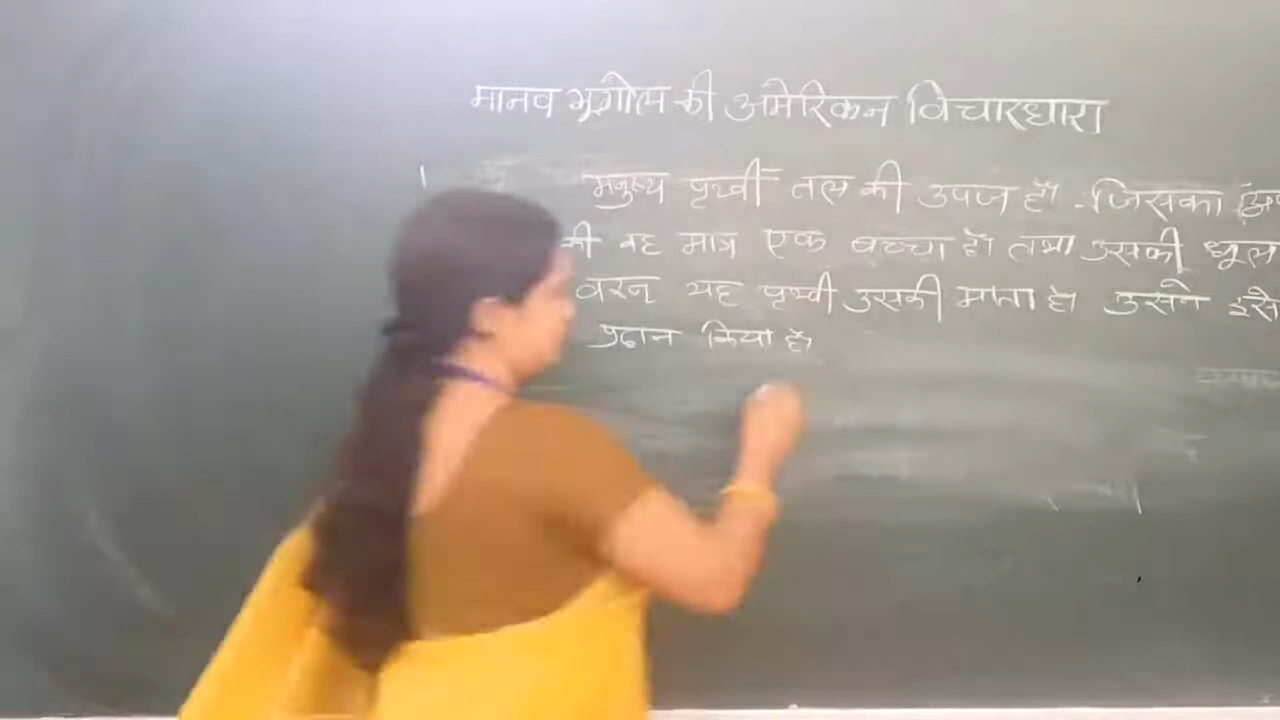 मानव भूगोल की अमेरिकन विचारधारा
। मनुष्य पृथ्वी तल की उपज है - जिसका
की वह मात्र एक बच्चा है तथा उसकी धूल
वरन यह पृथ्वी उसकी माता है उसने इसे
प्रदान किया है